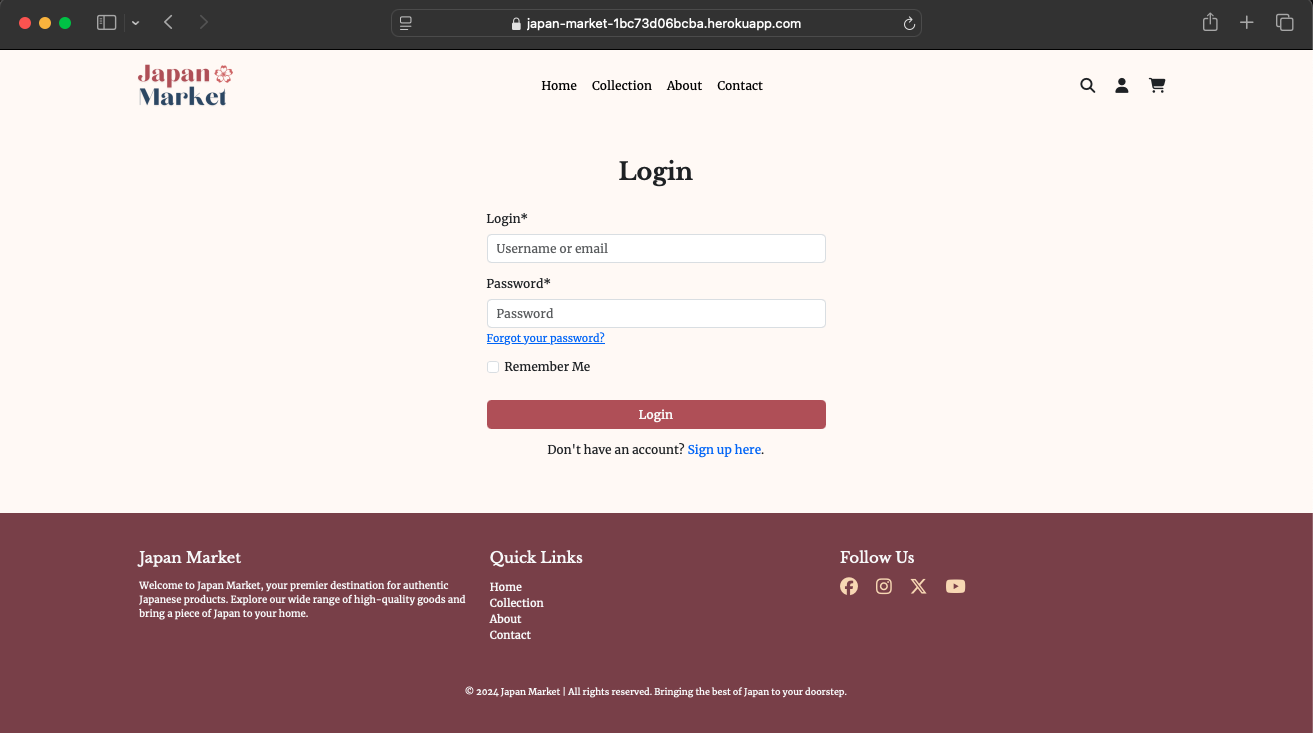 japan-market-1bc73d06bcba.herokuapp.com
Japan
Market
Home Collection About Contact
Login
Login*
Username or email
Password*
Password
Forgot your password?
Remember Me
Login
Don't have an account? Sign up here.
Japan Market
Welcome to Japan Market, your premier destination for authentic
Japanese products. Explore our wide range of high-quality goods and
bring a piece of Japan to your home.
Quick Links
Home
Collection
About
Contact
Follow Us
© 2024 Japan Market | All rights reserved. Bringing the best of Japan to your doorstep.